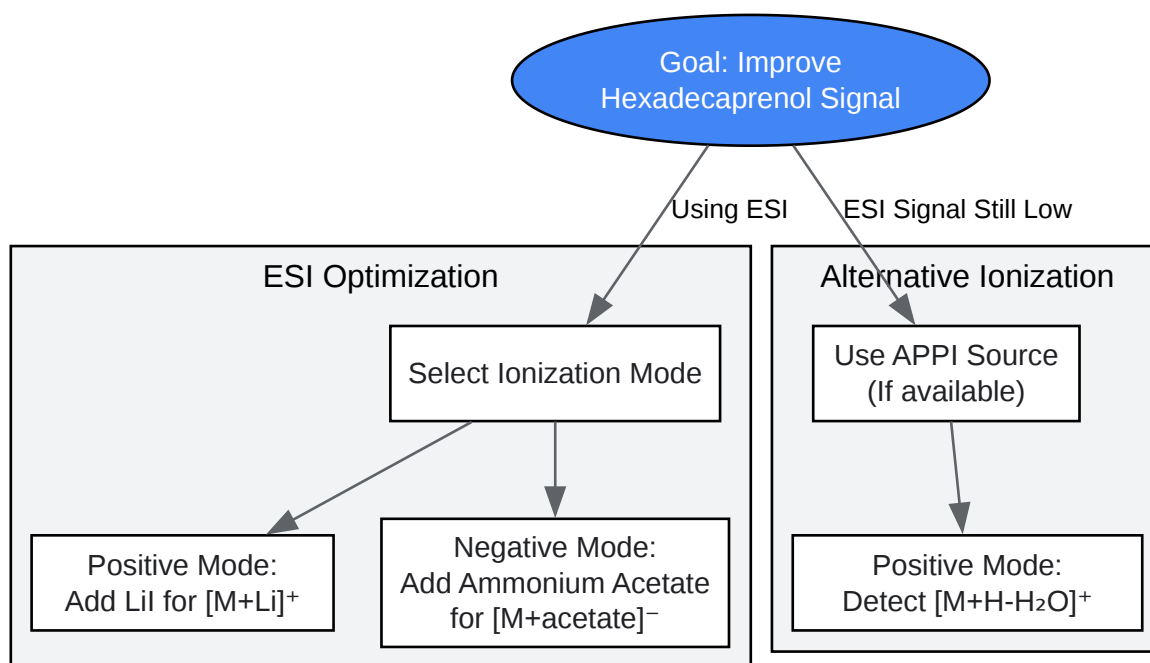 Goal: Improve
Hexadecaprenol Signal
Using ESI
ESI Signal Still Low
ESI Optimization
Select Ionization Mode
Positive Mode:
Add LiI for [M+Li]⁺
Negative Mode:
Add Ammonium Acetate
for [M+acetate]⁻
Alternative Ionization
Use APPI Source
(If available)
Positive Mode:
Detect [M+H-H₂O]⁺